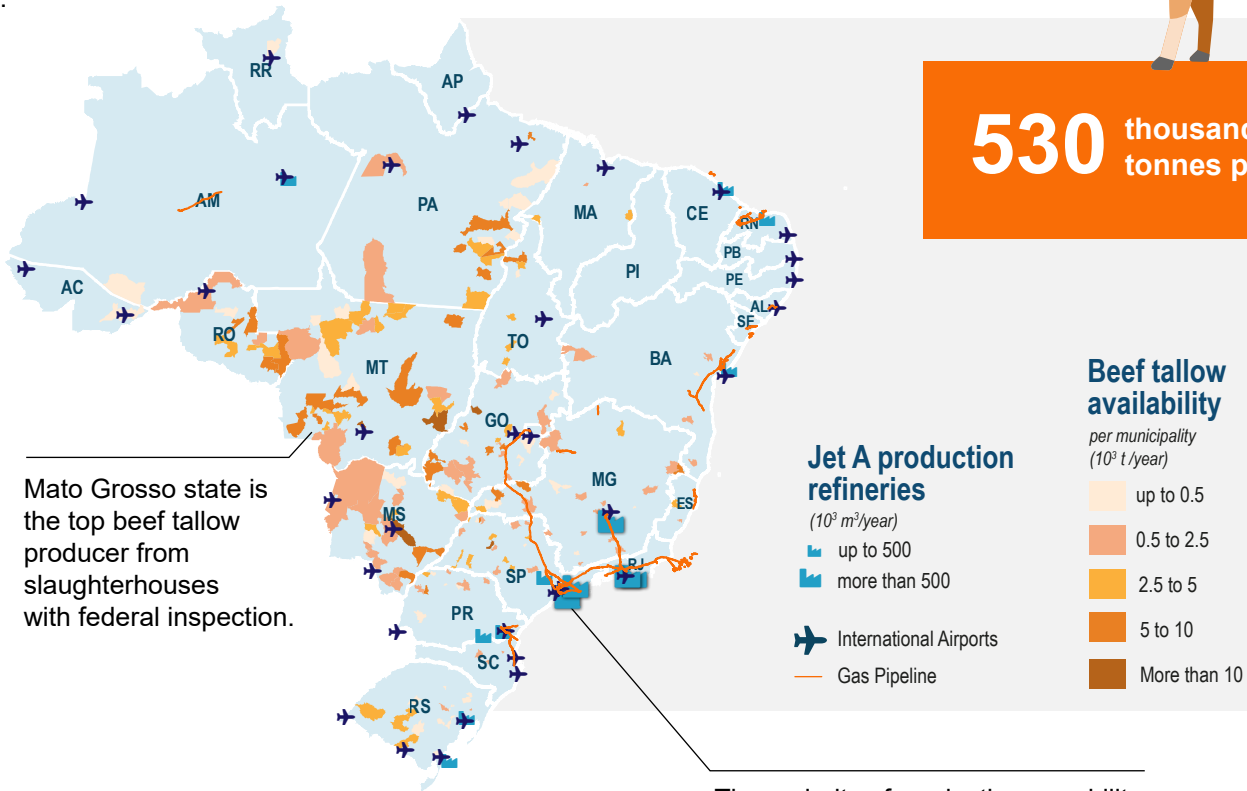 .
530 thousand
tonnes p
RR
AP
AM
PA
MA
CE
RN
PB
PE
PI
AL
SE
AC
RO
TO
BA
MT
GO
MG
ES
MS
SP
RJ
PR
SC
RS
Mato Grosso state is
the top beef tallow
producer from
slaughterhouses
with federal inspection.
Jet A production
refineries
(10³ m³/year)
up to 500
more than 500
International Airports
Gas Pipeline
Beef tallow
availability
per municipality
(10³ t /year)
up to 0.5
0.5 to 2.5
2.5 to 5
5 to 10
More than 10